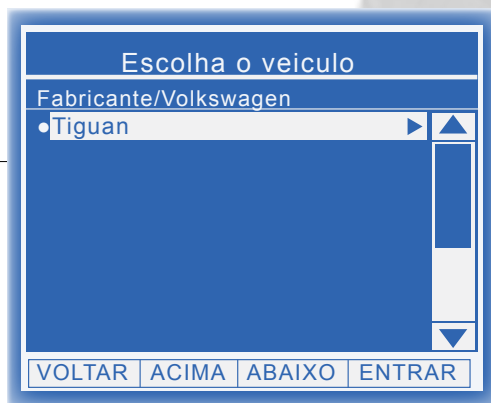 Escolha o veiculo
Fabricante/Volkswagen
●Tiguan
VOLTAR ACIMA ABAIXO ENTRAR